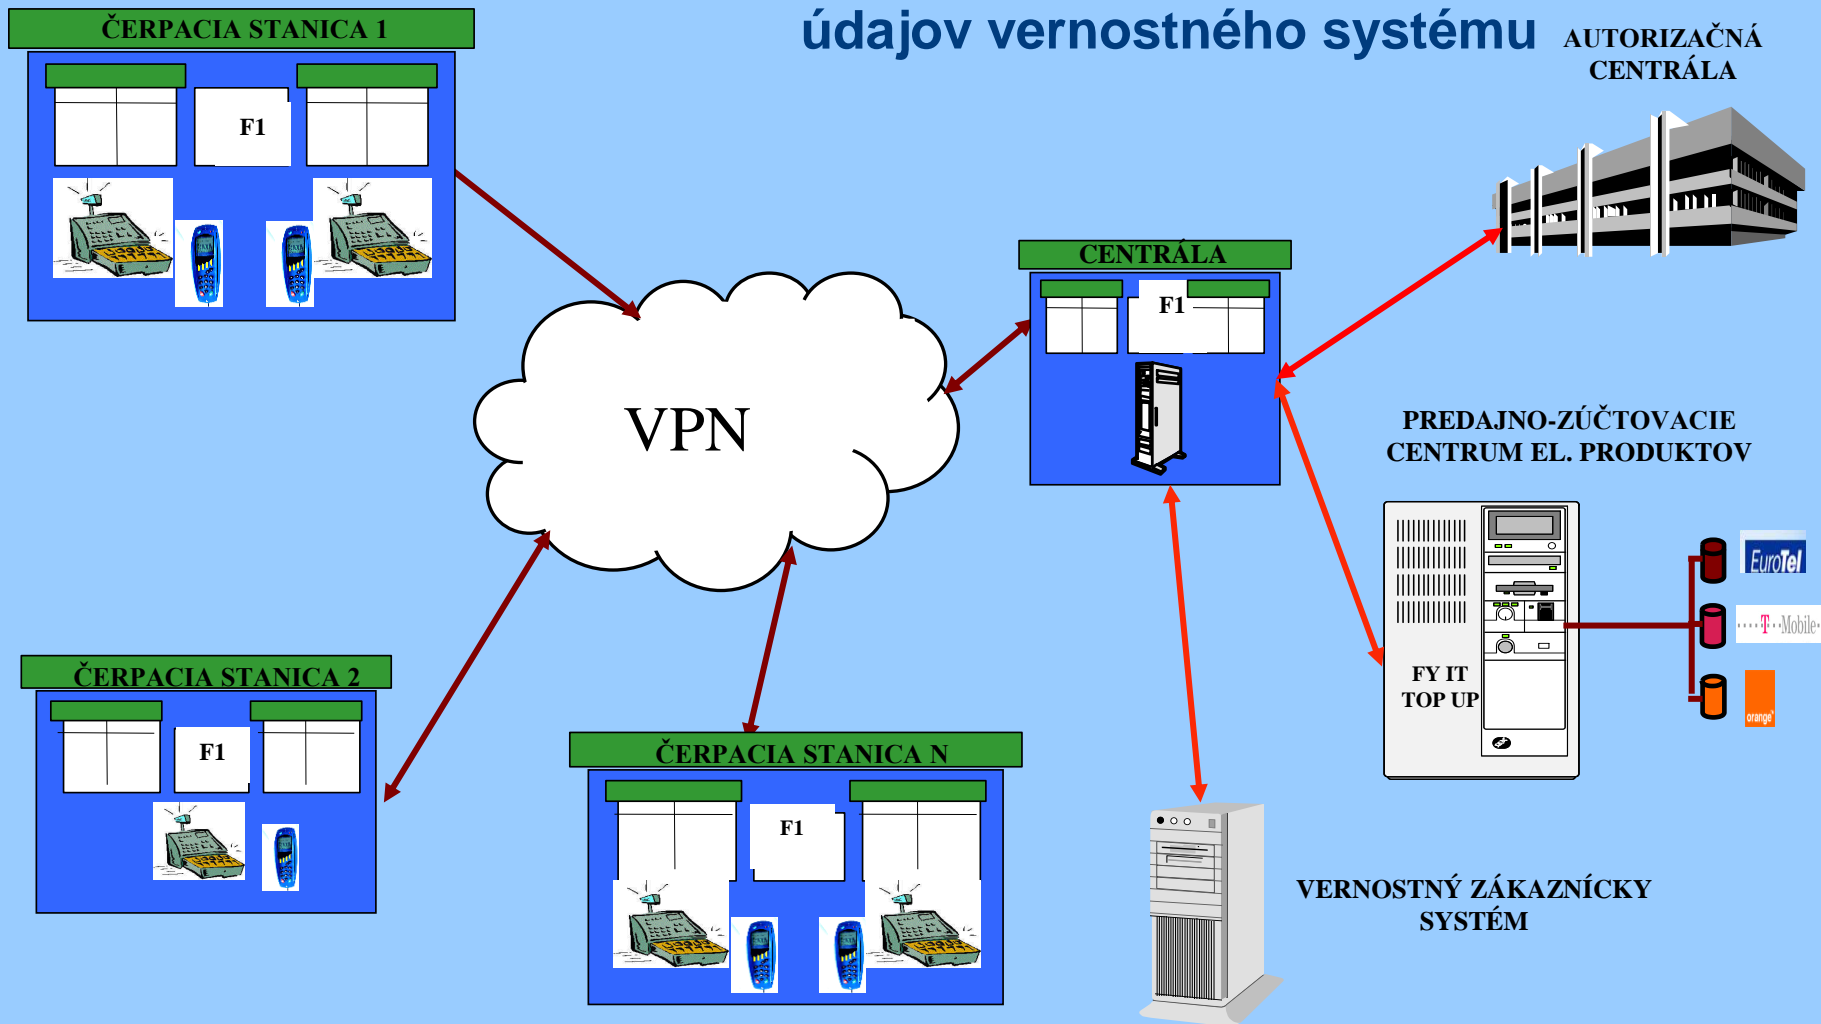 údajov vernostného systému
ČERPACIA STANICA 1
F1
AUTORIZAČNÁ
CENTRÁLA
CENTRÁLA
F1
VPN
PREDAJNO-ZÚČTOVACIE
CENTRUM EL. PRODUKTOV
FY IT
TOP UP
EuroTel
T Mobile
orange
ČERPACIA STANICA 2
F1
ČERPACIA STANICA N
F1
VERNOSTNÝ ZÁKAZNÍCKY
SYSTÉM